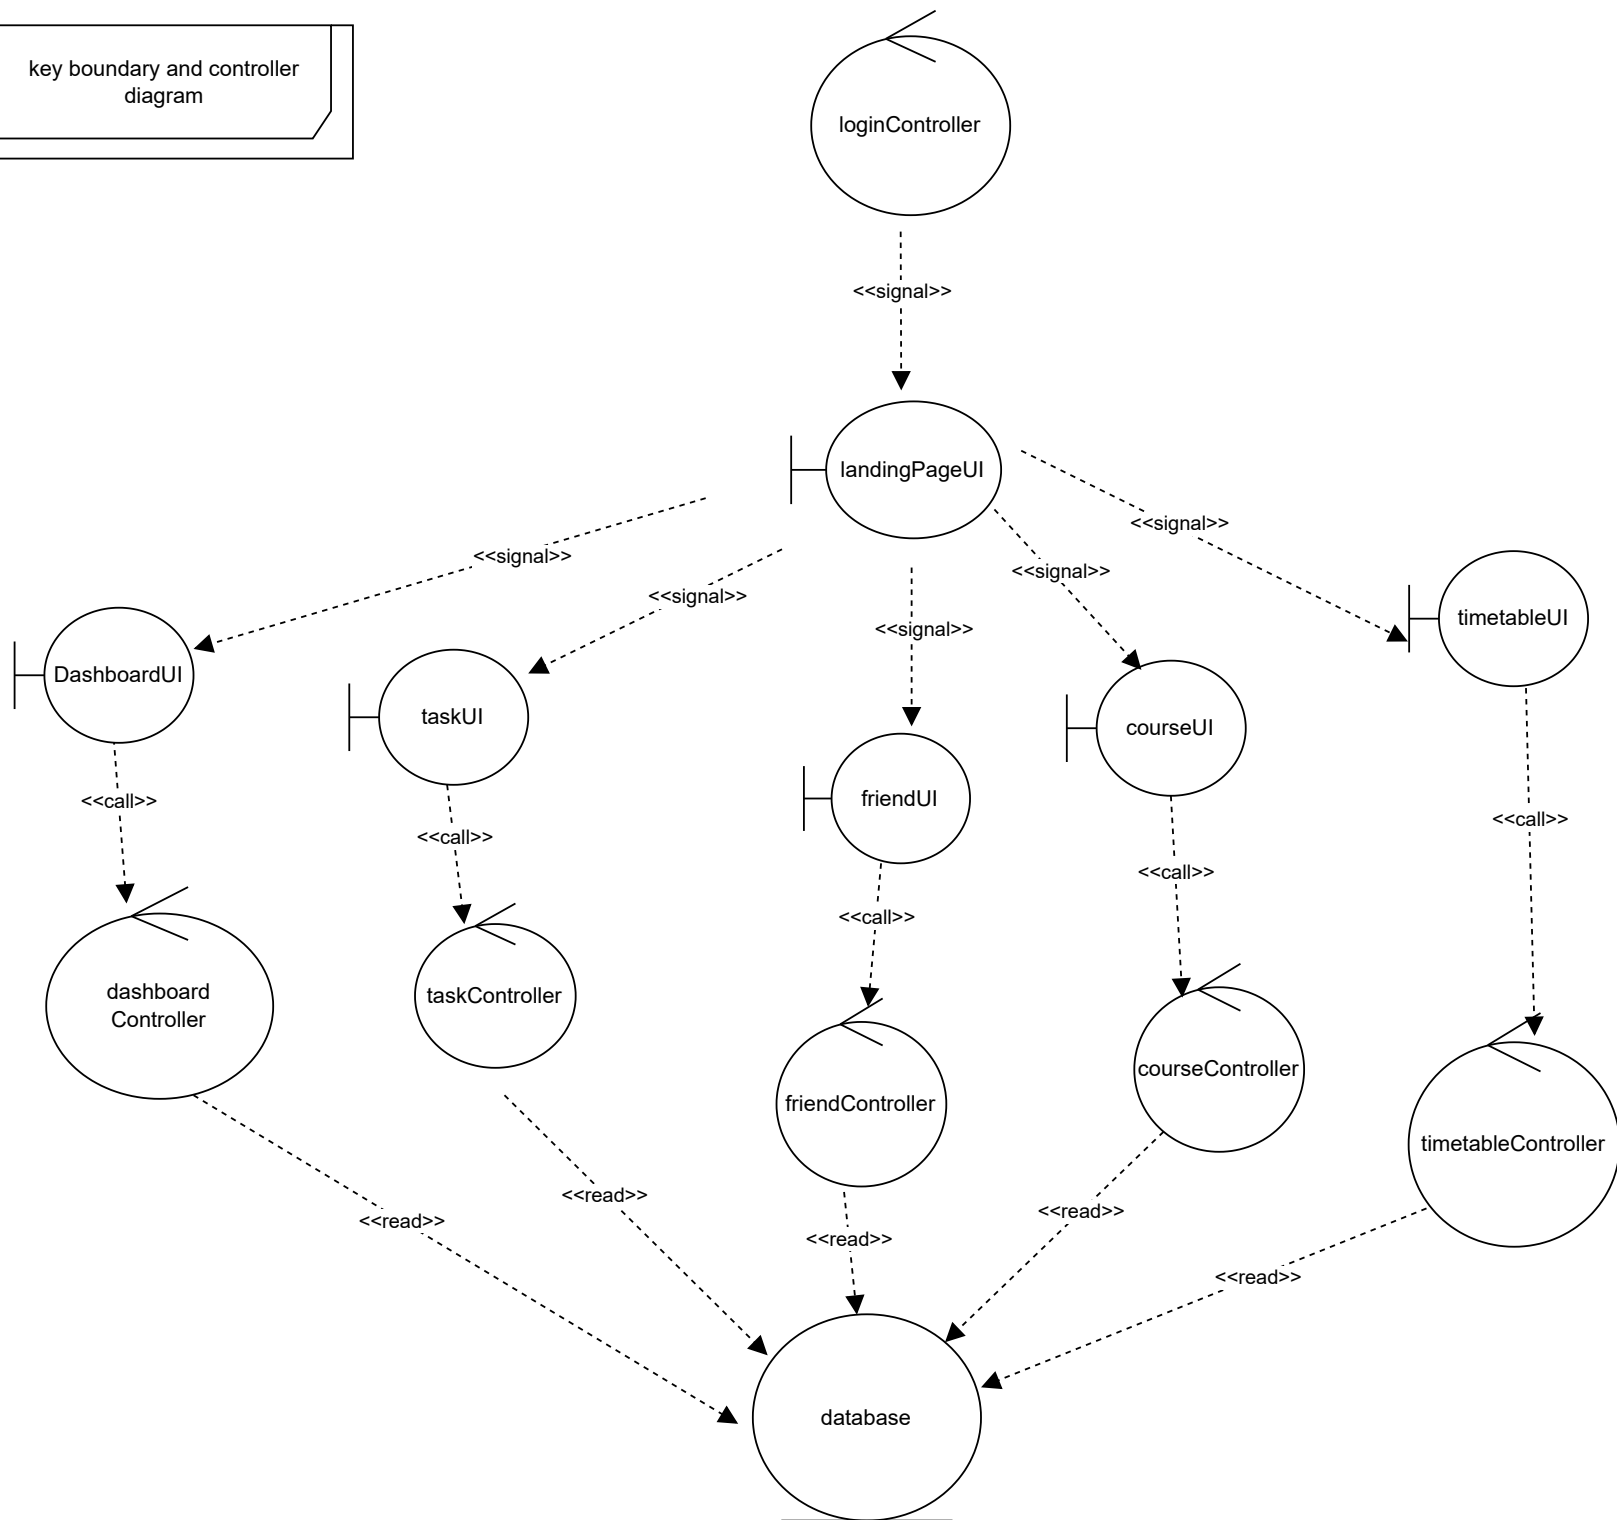 key boundary and controller
diagram
loginController
<<signal>>
landingPageUI
<<signal>>
<<signal>>
<<signal>>
<<signal>>
<<signal>>
DashboardUI
taskUI
friendUI
courseUI
timetableUI
<<call>>
<<call>>
<<call>>
<<call>>
<<call>>
dashboard
Controller
taskController
friendController
courseController
timetableController
<<read>>
<<read>>
<<read>>
<<read>>
<<read>>
database